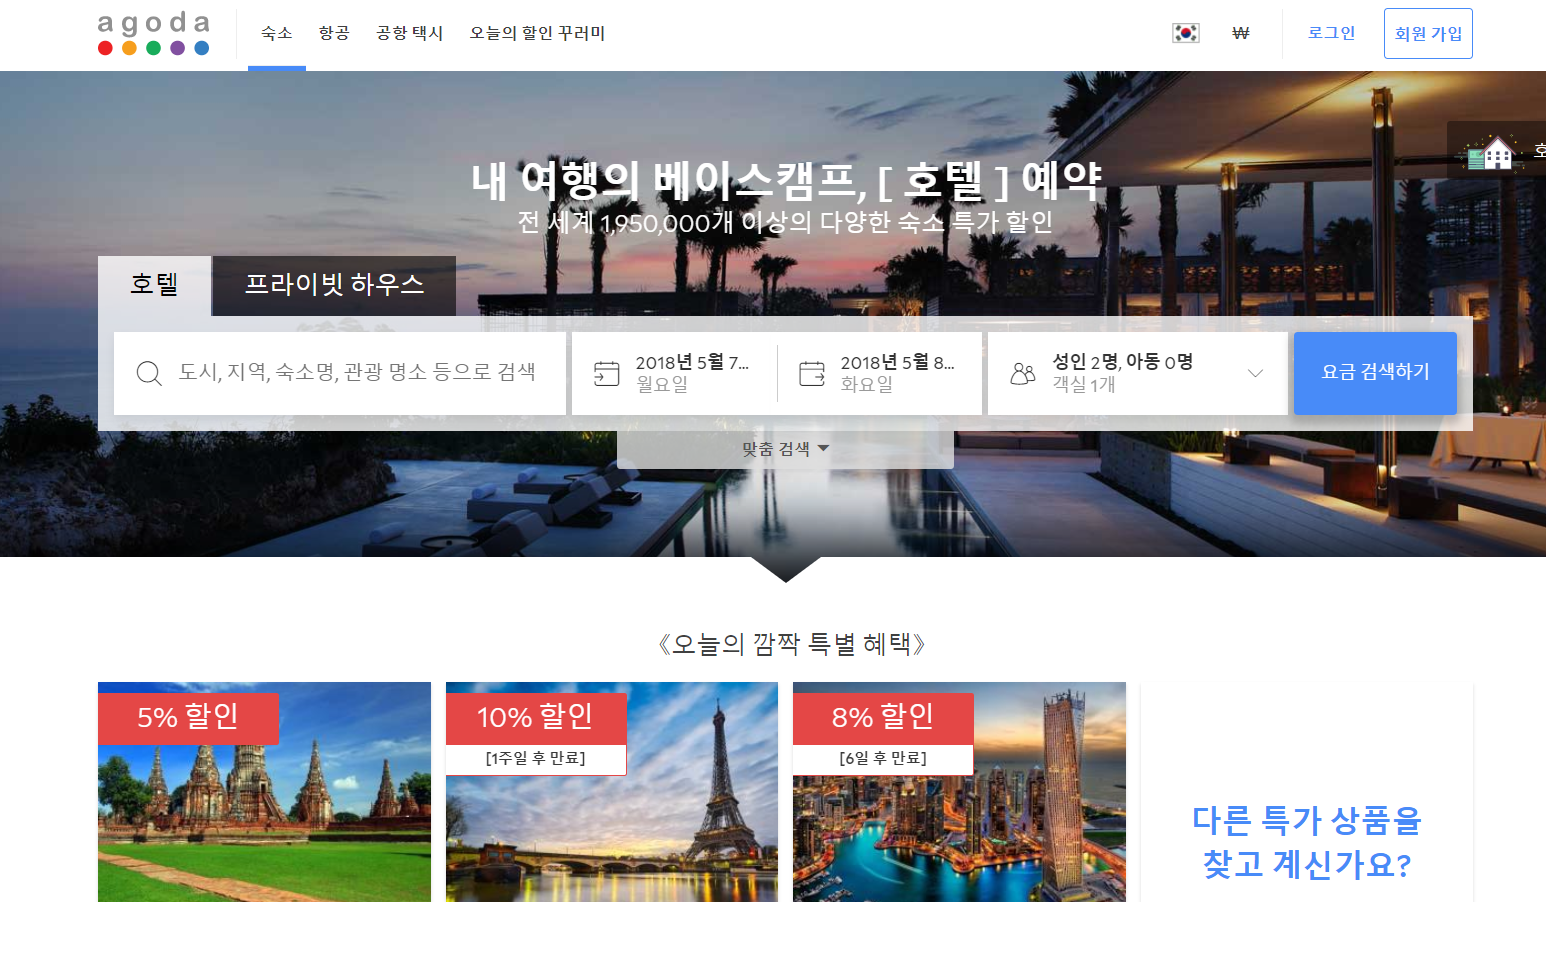 agoda
숙소 항공 공항 택시 오늘의 할인 꾸러미 ₩ 로그인 회원 가입
호
내 여행의 베이스캠프, [ 호텔 ] 예약
전 세계 1,950,000개 이상의 다양한 숙소 특가 할인
호텔 프라이빗 하우스
도시, 지역, 숙소명, 관광 명소 등으로 검색
2018년 5월 7...
월요일
2018년 5월 8...
화요일
성인 2명, 아동 0명
객실 1개
요금 검색하기
맞춤 검색
《오늘의 깜짝 특별 혜택》
5% 할인
10% 할인
[1주일 후 만료]
8% 할인
[6일 후 만료]
다른 특가 상품을
찾고 계신가요?